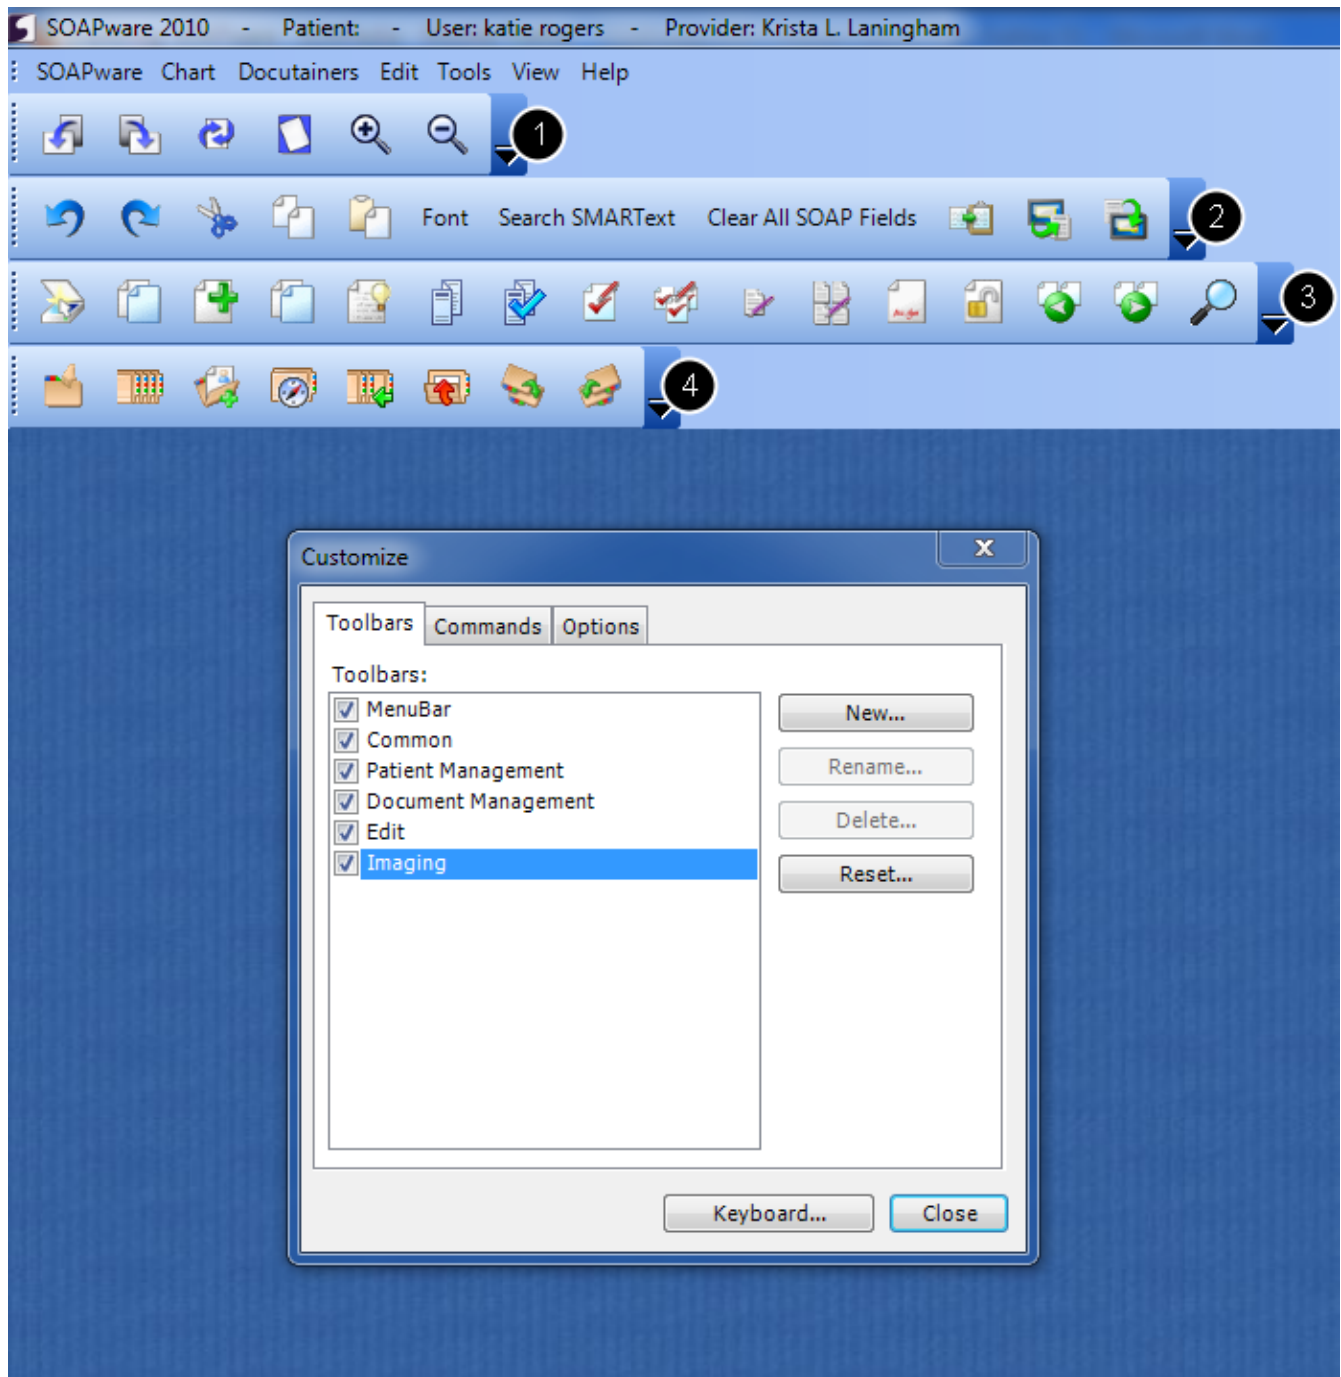 SOAPware 2010 - Patient: - User: katie rogers - Provider: Krista L. Laningham
SOAPware Chart Docutainers Edit Tools View Help
1
Font Search SMARText Clear All SOAP Fields 2
3
4
Customize X
Toolbars Commands Options
Toolbars:
MenuBar
Common
Patient Management
Document Management
Edit
Imaging
New...
Rename...
Delete...
Reset...
Keyboard... Close